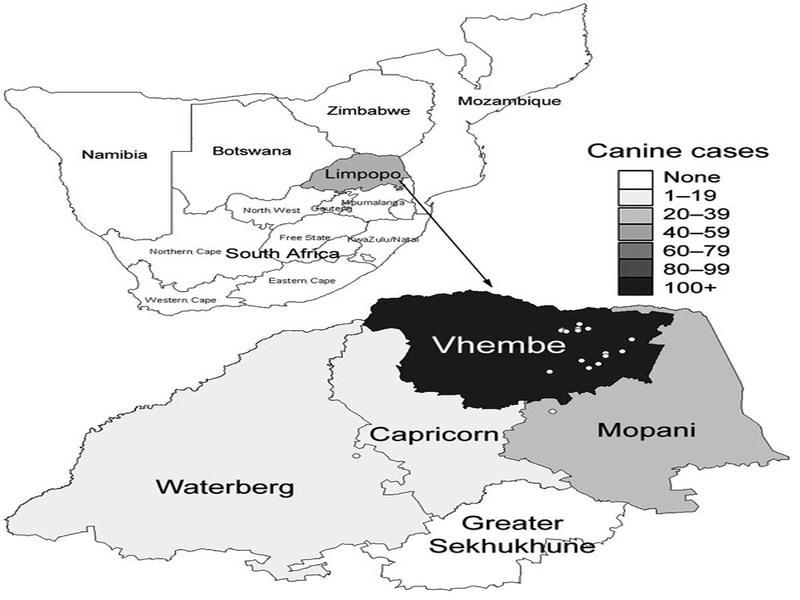 Zimbabwe
Mozambique
Namibia
Botswana
Limpopo
North West
Gauteng
Mpumalanga
Free State
KwaZulu/Natal
Northern Cape
South Africa
Eastern Cape
Western Cape
Canine cases
None
1–19
20–39
40–59
60–79
80–99
100+
Vhembe
Capricorn
Mopani
Waterberg
Greater
Sekhukhune